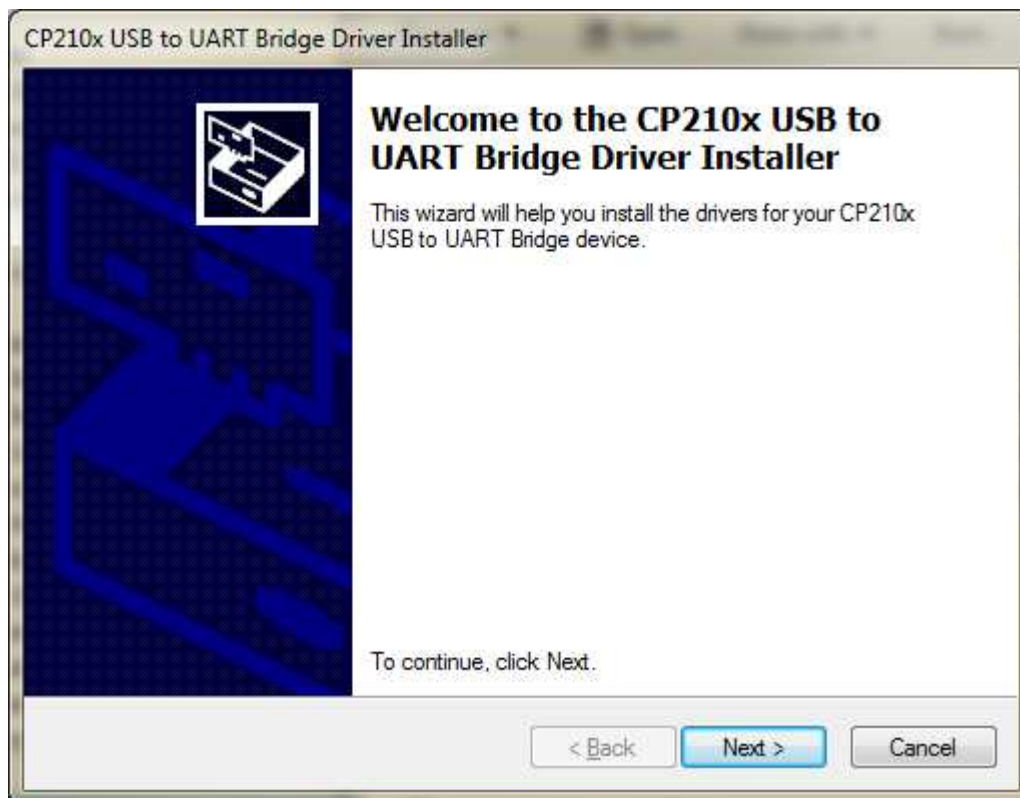 CP210x USB to UART Bridge Driver Installer
Welcome to the CP210x USB to
UART Bridge Driver Installer
This wizard will help you install the drivers for your CP210x
USB to UART Bridge device.
To continue, click Next.
< Back
Next >
Cancel